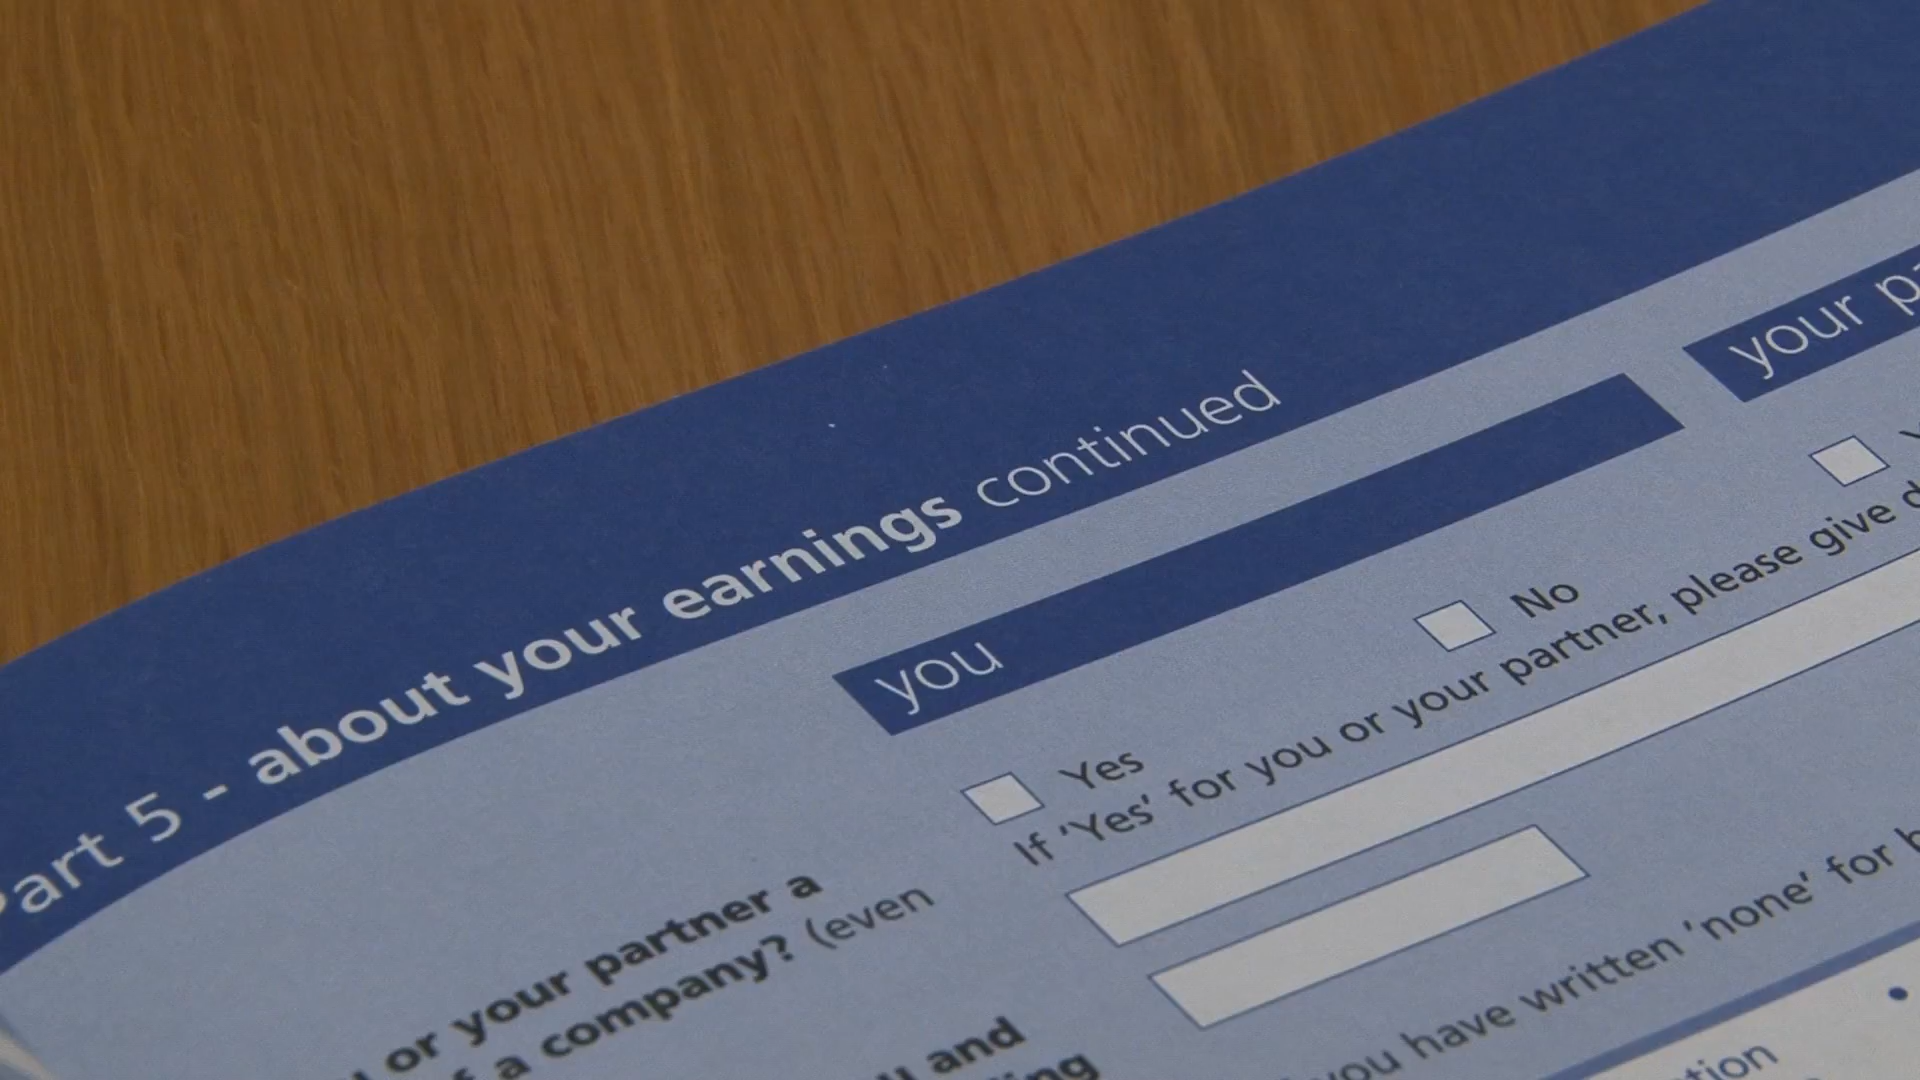 Part 5 - about your earnings continued
you
your
Yes
No
If 'Yes' for you or your partner, please give
or your partner a
a company? (even
you have written 'none' for
and